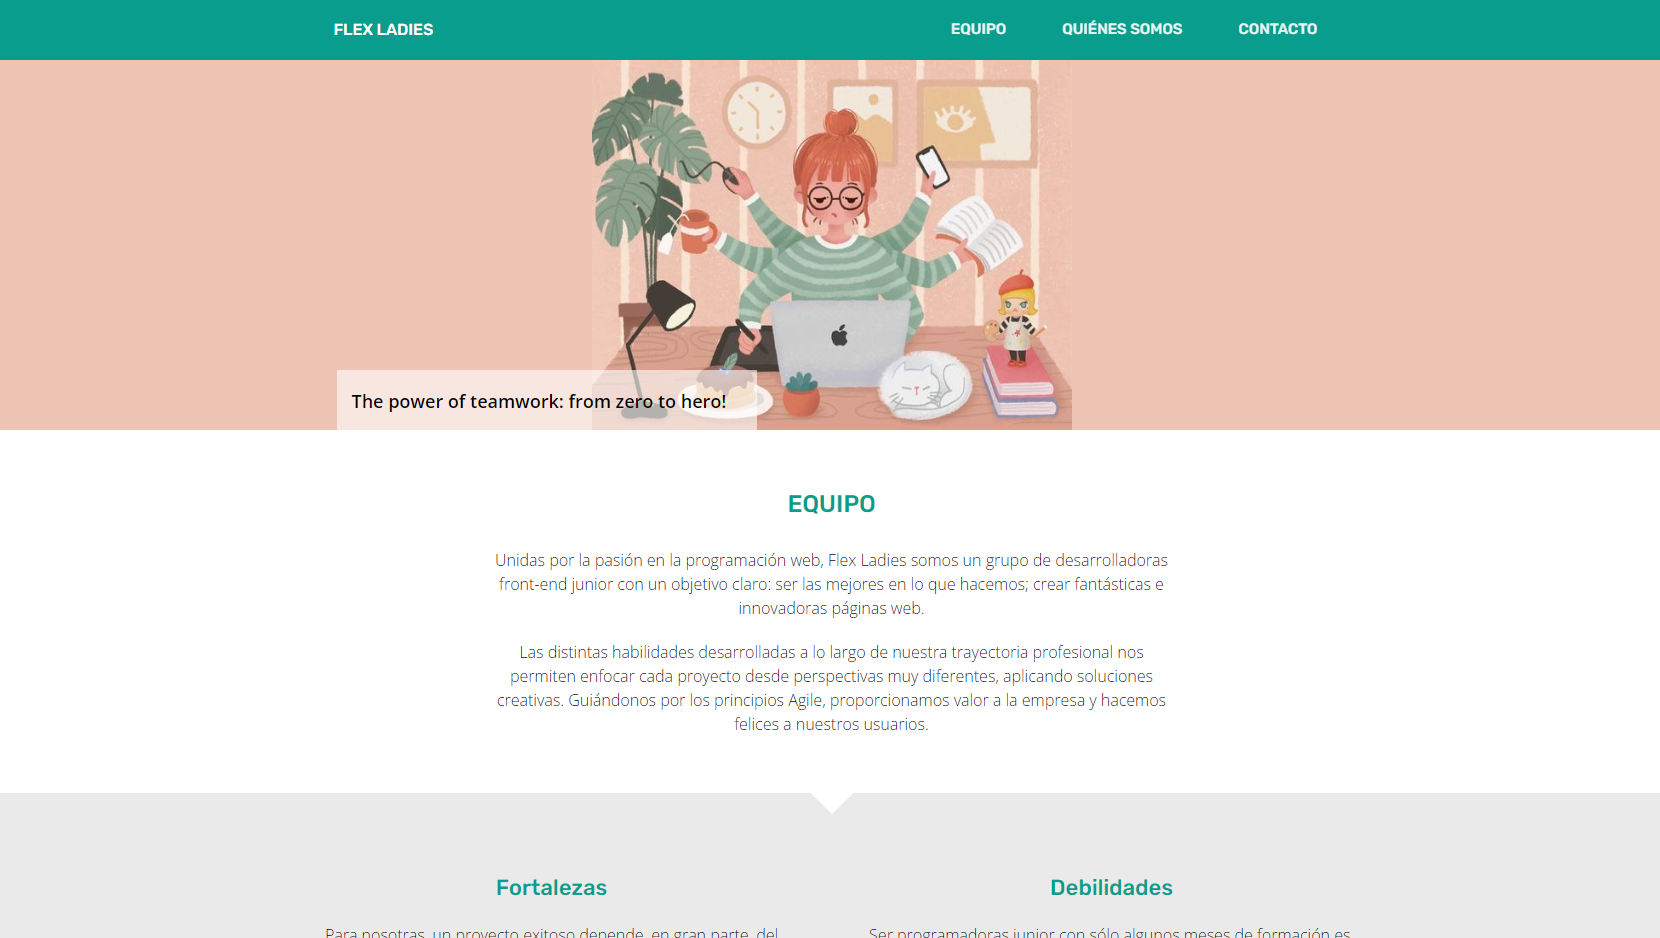 FLEX LADIES
EQUIPO
QUIÉNES SOMOS
CONTACTO
The power of teamwork: from zero to hero!
EQUIPO
Unidas por la pasión en la programación web, Flex Ladies somos un grupo de desarrolladoras
front-end junior con un objetivo claro: ser las mejores en lo que hacemos; crear fantásticas e
innovadoras páginas web.
Las distintas habilidades desarrolladas a lo largo de nuestra trayectoria profesional nos
permiten enfocar cada proyecto desde perspectivas muy diferentes, aplicando soluciones
creativas. Guiándonos por los principios Agile, proporcionamos valor a la empresa y hacemos
felices a nuestros usuarios.
Fortalezas
Para nosotras, un proyecto exitoso depende, en gran parte, del
Debilidades
Ser programadoras junior con sólo algunos meses de formación es